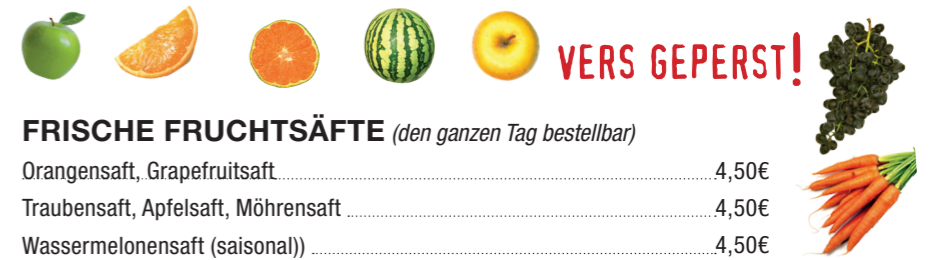 VERS GEPERST!
FRISCHE FRUCHTSÄFTE (den ganzen Tag bestellbar)
Orangensaft, Grapefruitsaft 4,50€
Traubensaft, Apfelsaft, Möhrensaft 4,50€
Wassermelonensaft (saisonal)) 4,50€